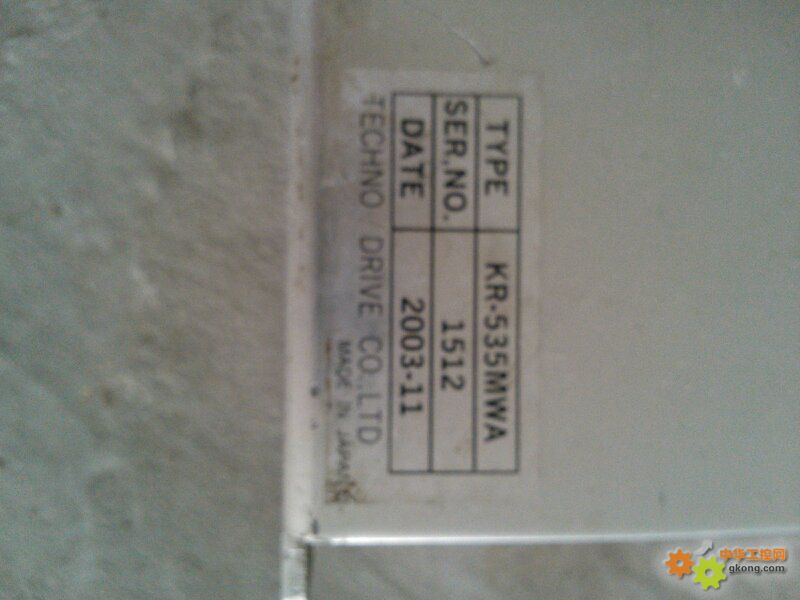 TYPE KR-535MWA
SER.NO. 1512
DATE 2003-11
TECHNO DRIVE CO.,LTD
MADE IN JAPAN
中华工控网
gkong.com